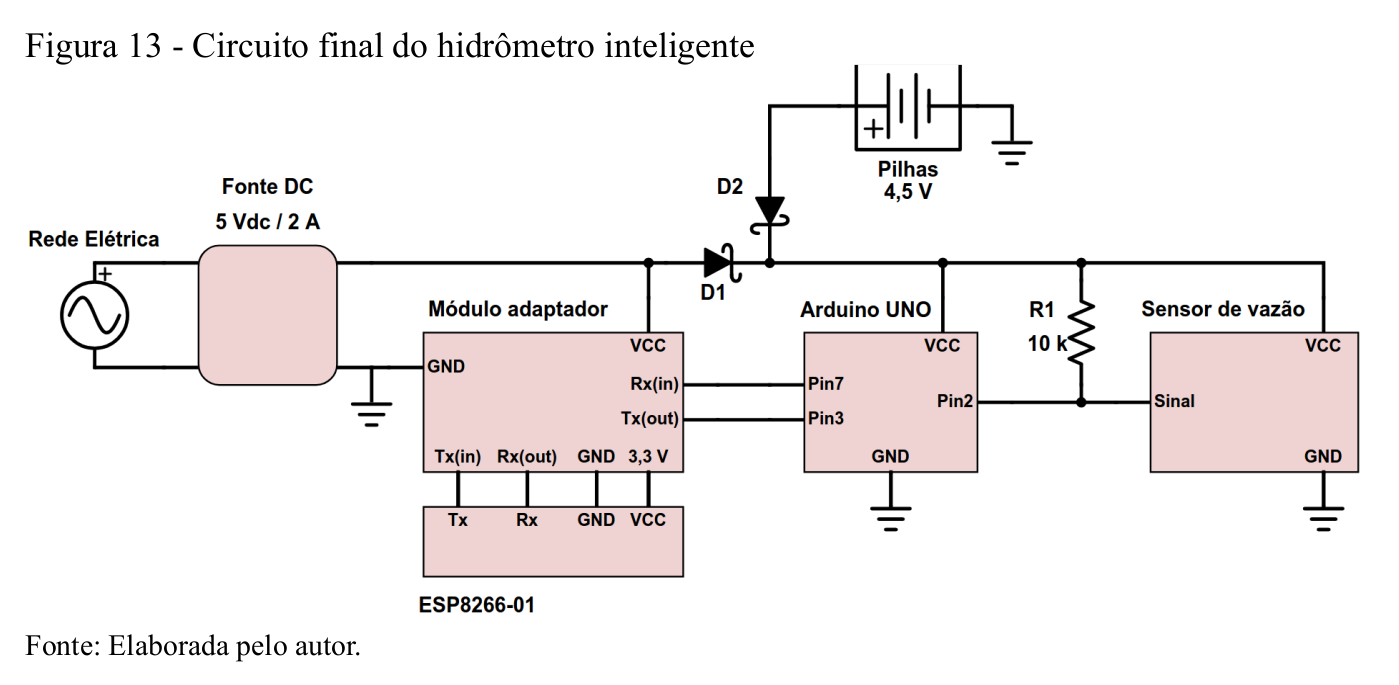 Figura 13 - Circuito final do hidrômetro inteligente
+
Pilhas
4,5 V
D2
Fonte DC
5 Vdc / 2 A
Rede Elétrica
+
D1
Módulo adaptador
Arduino UNO
R1
10 k
Sensor de vazão
VCC
GND
Rx(in)
Tx(out)
Tx(in) Rx(out) GND 3,3 V
VCC
Pin7
Pin3
Pin2
GND
VCC
Sinal
GND
Tx Rx GND VCC
ESP8266-01
Fonte: Elaborada pelo autor.